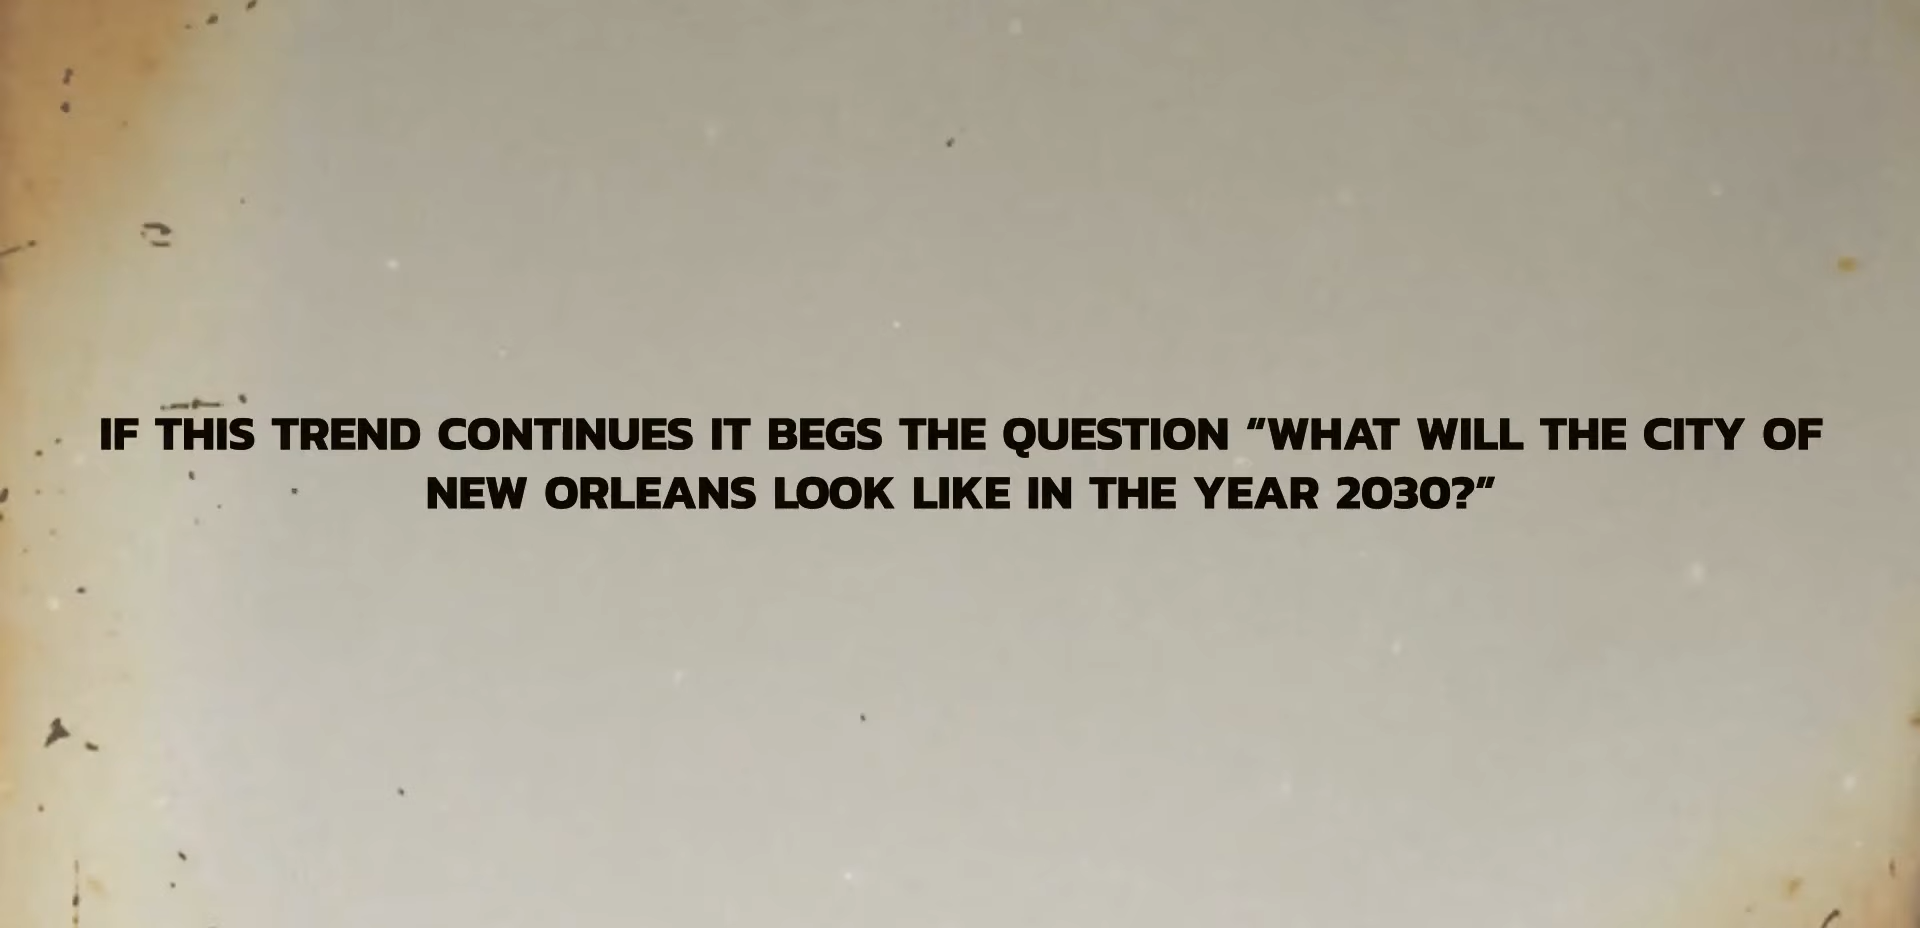 IF THIS TREND CONTINUES IT BEGS THE QUESTION "WHAT WILL THE CITY OF
NEW ORLEANS LOOK LIKE IN THE YEAR 2030?"